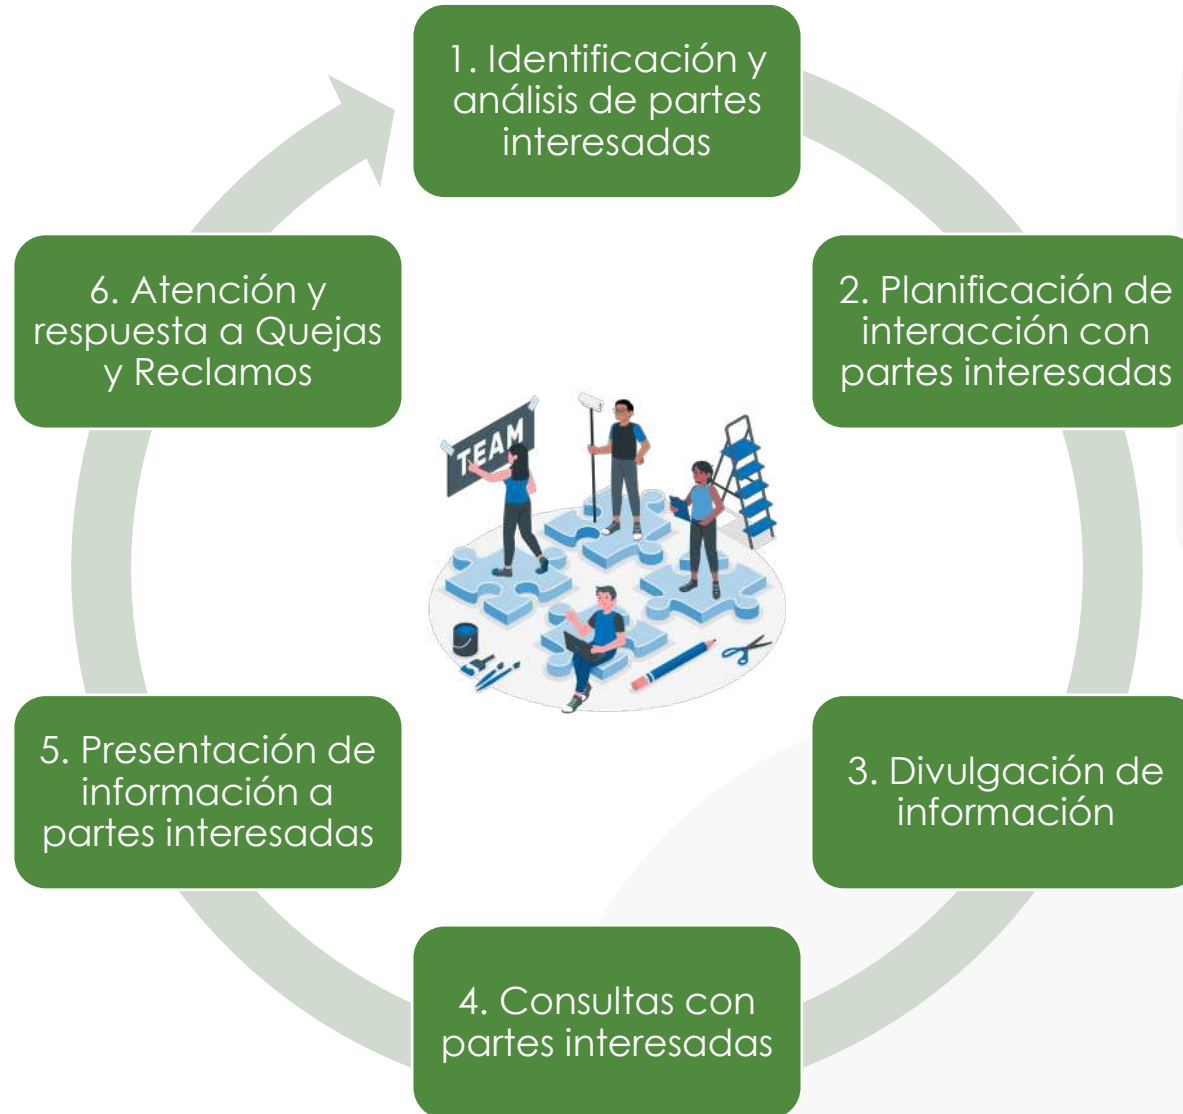 1. Identificación y
análisis de partes
interesadas
2. Planificación de
interacción con
partes interesadas
3. Divulgación de
información
4. Consultas con
partes interesadas
5. Presentación de
información a
partes interesadas
6. Atención y
respuesta a Quejas
y Reclamos
TEAM